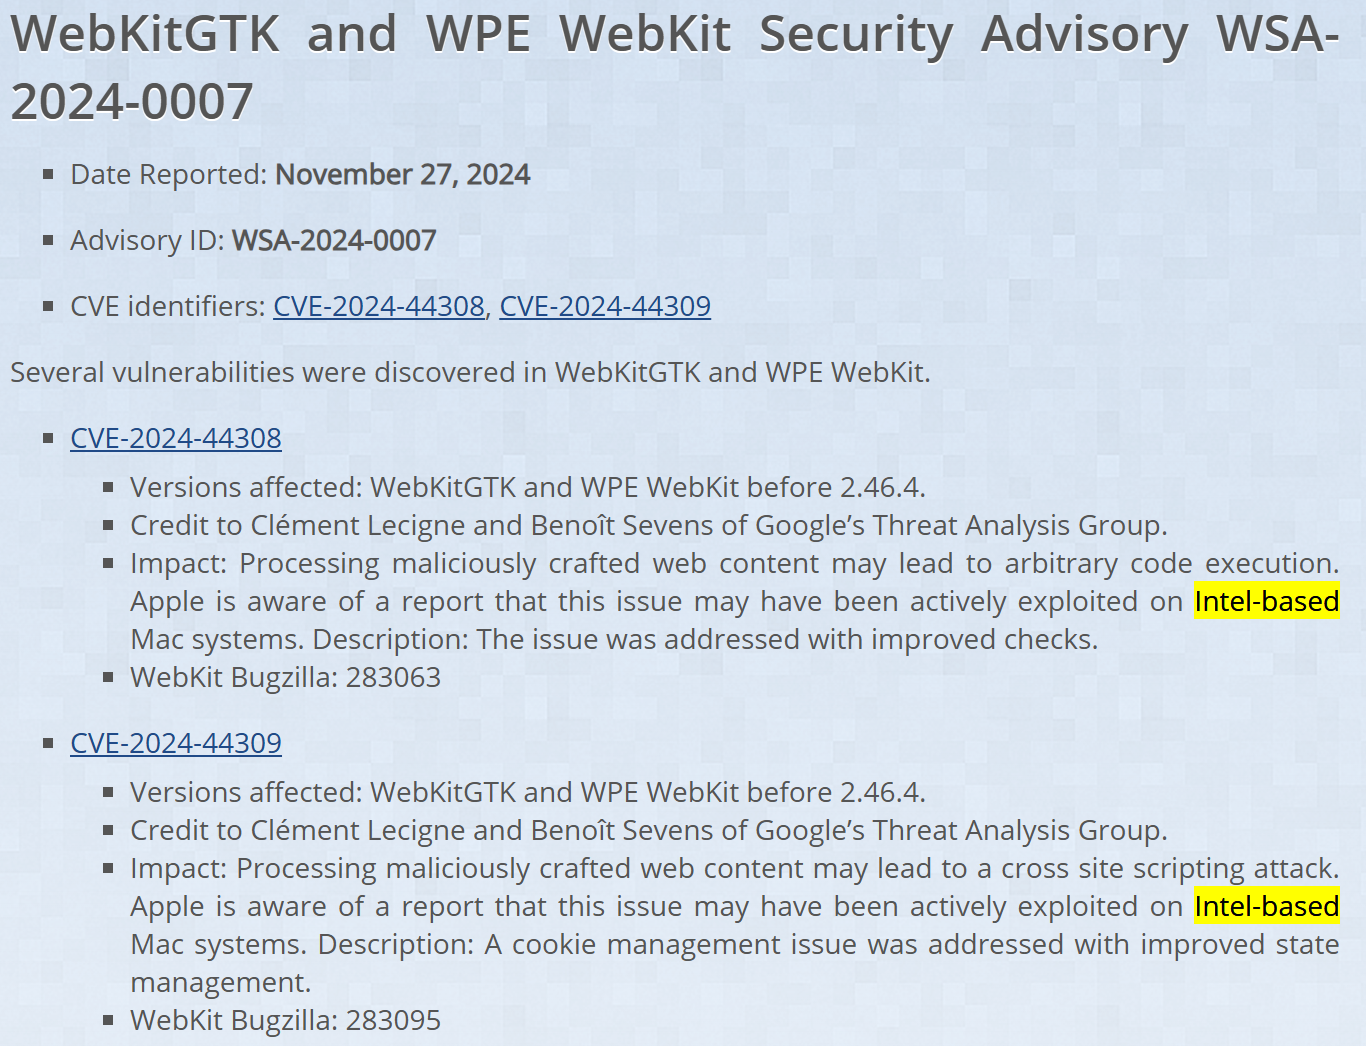 WebKitGTK and WPE WebKit Security Advisory WSA-
2024-0007
Date Reported: November 27, 2024
Advisory ID: WSA-2024-0007
CVE identifiers: CVE-2024-44308, CVE-2024-44309
Several vulnerabilities were discovered in WebKitGTK and WPE WebKit.
CVE-2024-44308
Versions affected: WebKitGTK and WPE WebKit before 2.46.4.
Credit to Clément Lecigne and Benoît Sevens of Google’s Threat Analysis Group.
Impact: Processing maliciously crafted web content may lead to arbitrary code execution.
Apple is aware of a report that this issue may have been actively exploited on Intel-based
Mac systems. Description: The issue was addressed with improved checks.
WebKit Bugzilla: 283063
CVE-2024-44309
Versions affected: WebKitGTK and WPE WebKit before 2.46.4.
Credit to Clément Lecigne and Benoît Sevens of Google’s Threat Analysis Group.
Impact: Processing maliciously crafted web content may lead to a cross site scripting attack.
Apple is aware of a report that this issue may have been actively exploited on Intel-based
Mac systems. Description: A cookie management issue was addressed with improved state
management.
WebKit Bugzilla: 283095